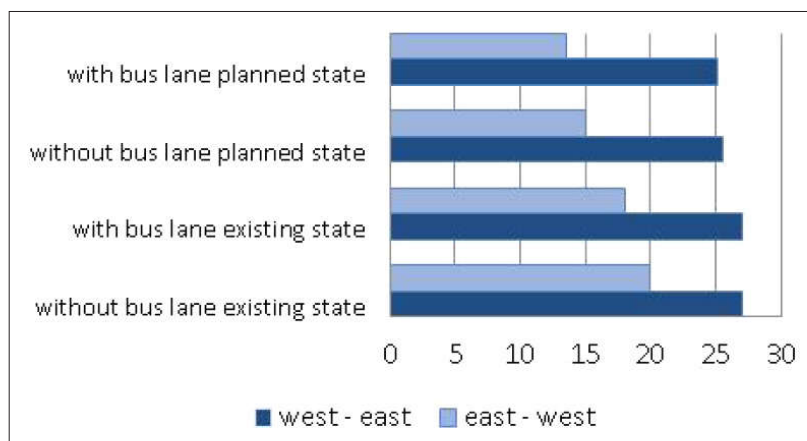 with bus lane planned state
without bus lane planned state
with bus lane existing state
without bus lane existing state
0 5 10 15 20 25 30
west - east east - west